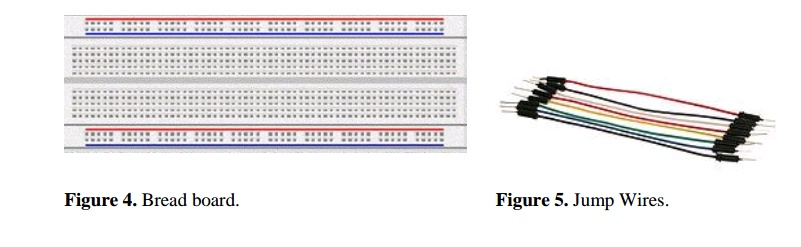 Figure 4. Bread board.
Figure 5. Jump Wires.